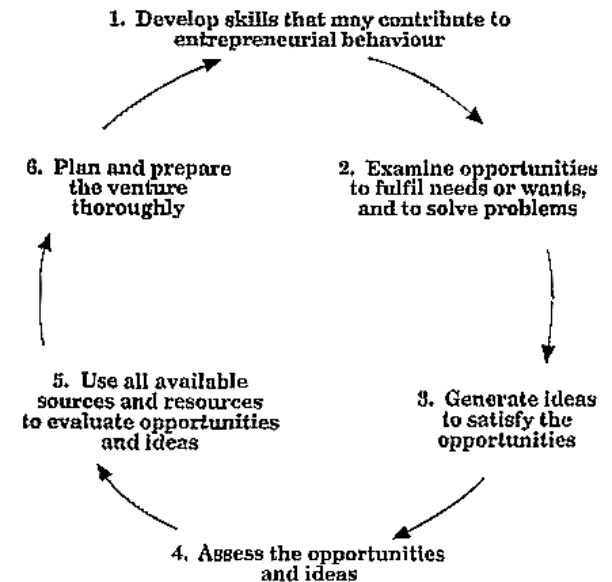 1. Develop skills that may contribute to
entrepreneurial behaviour
2. Examine opportunities
to fulfil needs or wants,
and to solve problems
3. Generate ideas
to satisfy the
opportunities
4. Assess the opportunities
and ideas
5. Use all available
sources and resources
to evaluate opportunities
and ideas
6. Plan and prepare
the venture
thoroughly